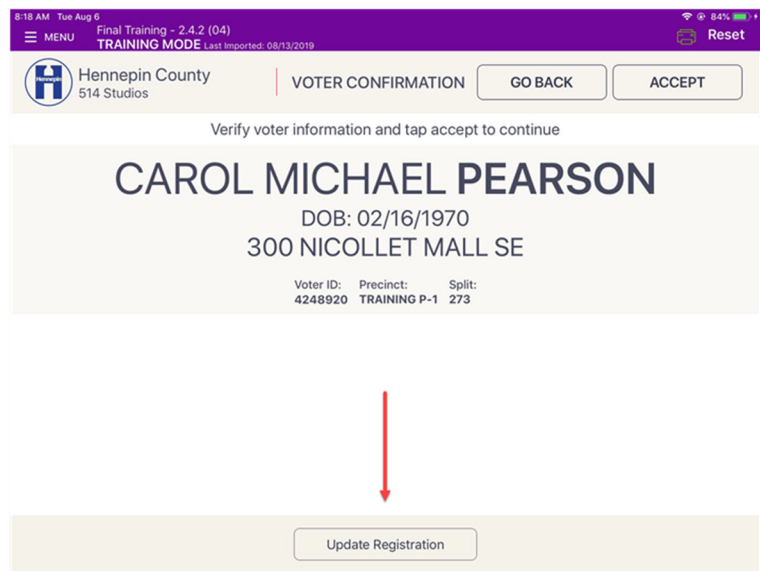 8:18 AM Tue Aug 6
84%
MENU
Final Training - 2.4.2 (04)
TRAINING MODE Last Imported: 08/13/2019
Reset
Hennepin
Hennepin County
514 Studios
VOTER CONFIRMATION
GO BACK
ACCEPT
Verify voter information and tap accept to continue
CAROL MICHAEL PEARSON
DOB: 02/16/1970
300 NICOLLET MALL SE
Voter ID: Precinct: Split:
4248920 TRAINING P-1 273
Update Registration